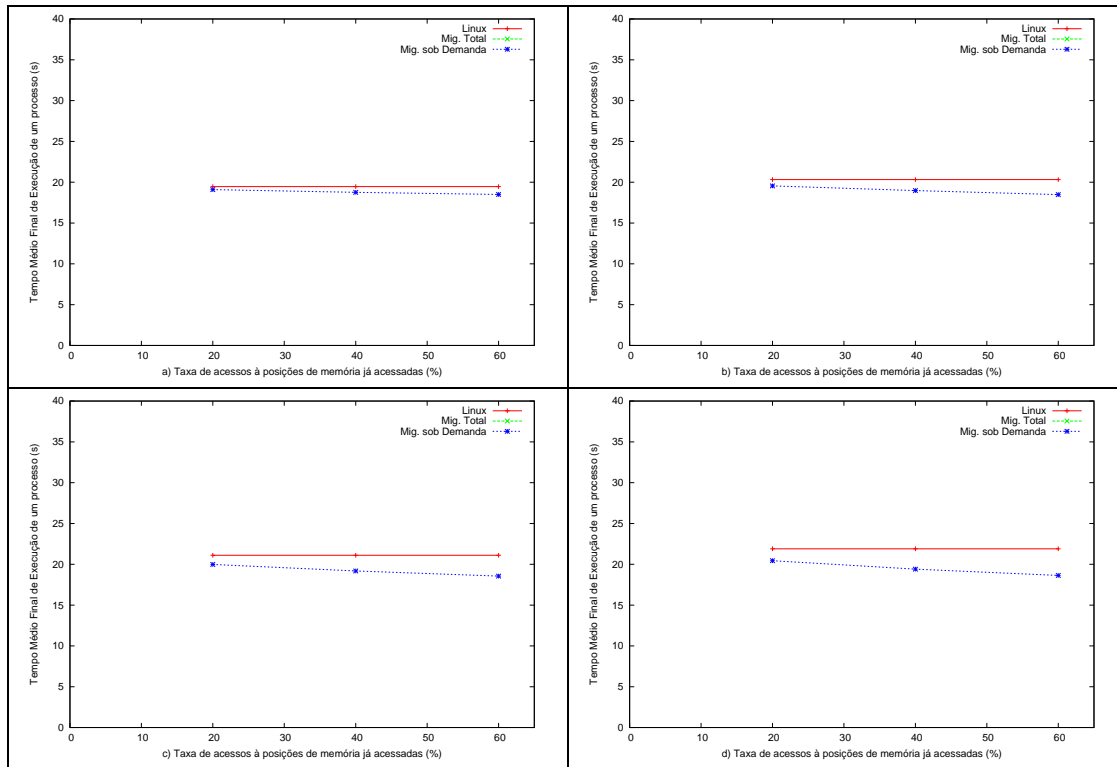 Linux
Mig. Total
Mig. sob Demanda
Tempo Médio Final de Execução de um processo (s)
40
35
30
25
20
15
10
5
0
0 10 20 30 40 50 60
a) Taxa de acessos à posições de memória já acessadas (%)
Linux
Mig. Total
Mig. sob Demanda
Tempo Médio Final de Execução de um processo (s)
40
35
30
25
20
15
10
5
0
0 10 20 30 40 50 60
b) Taxa de acessos à posições de memória já acessadas (%)
Linux
Mig. Total
Mig. sob Demanda
Tempo Médio Final de Execução de um processo (s)
40
35
30
25
20
15
10
5
0
0 10 20 30 40 50 60
c) Taxa de acessos à posições de memória já acessadas (%)
Linux
Mig. Total
Mig. sob Demanda
Tempo Médio Final de Execução de um processo (s)
40
35
30
25
20
15
10
5
0
0 10 20 30 40 50 60
d) Taxa de acessos à posições de memória já acessadas (%)